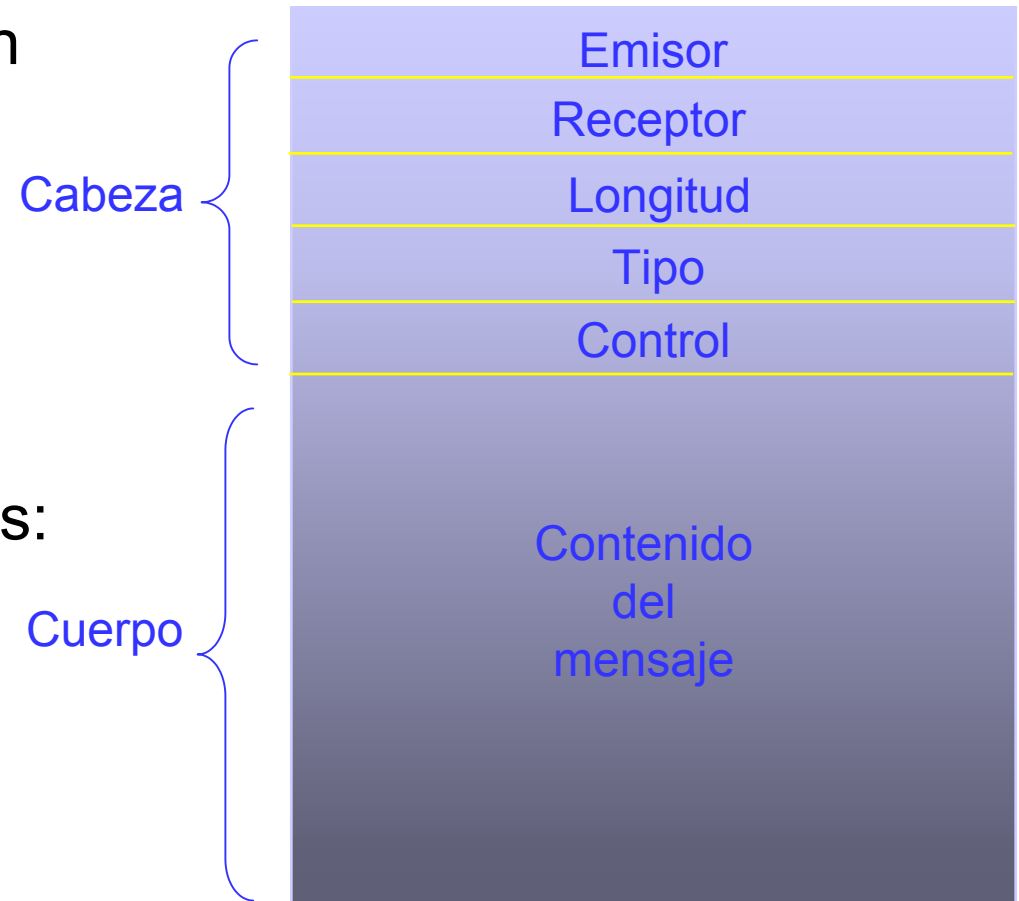 n
Emisor
Receptor
Cabeza
Longitud
Tipo
Control
s:
Contenido
del
Cuerpo
mensaje